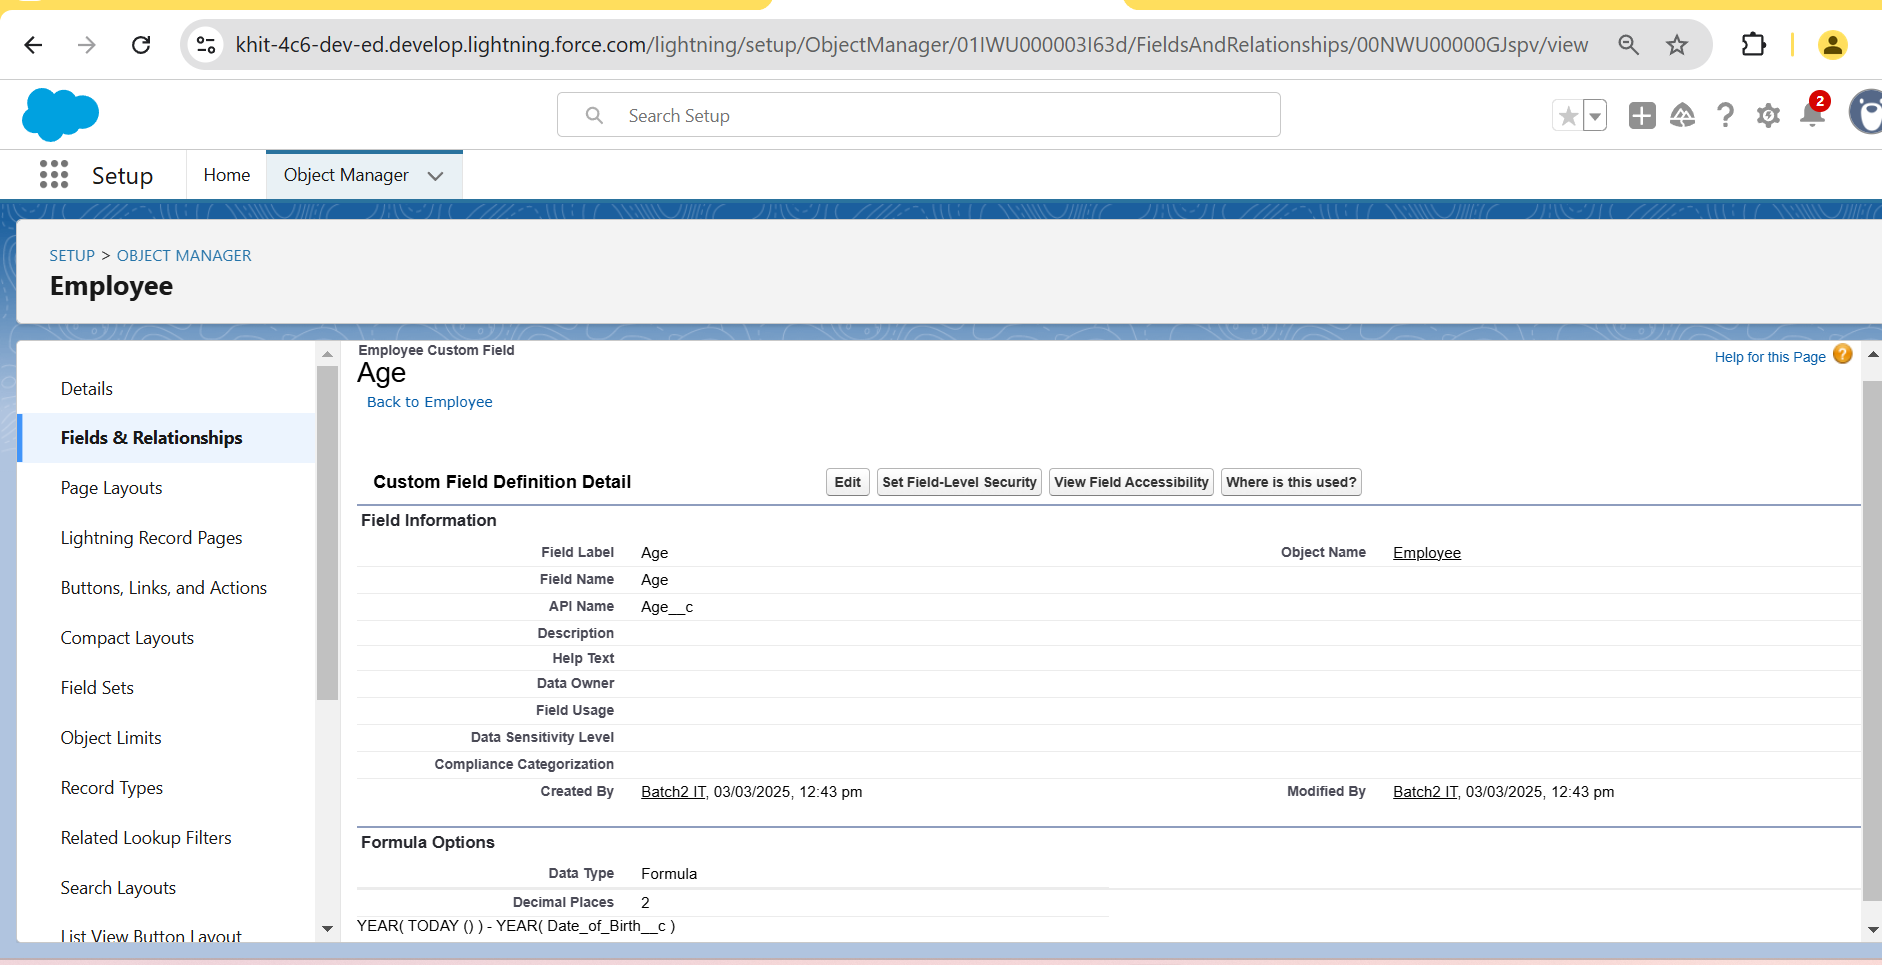 khit-4c6-dev-ed.develop.lightning.force.com/lightning/setup/ObjectManager/01IWU000003I63d/FieldsAndRelationships/00NWU00000GJspv/view
Search Setup
2
Setup
Home
Object Manager
SETUP > OBJECT MANAGER
Employee
Details
Fields & Relationships
Page Layouts
Lightning Record Pages
Buttons, Links, and Actions
Compact Layouts
Field Sets
Object Limits
Record Types
Related Lookup Filters
Search Layouts
List View Button Layout
Employee Custom Field
Age
Help for this Page ?
Back to Employee
Custom Field Definition Detail
Edit
Set Field-Level Security
View Field Accessibility
Where is this used?
Field Information
Field Label Age Object Name Employee
Field Name Age
API Name Age__c
Description
Help Text
Data Owner
Field Usage
Data Sensitivity Level
Compliance Categorization
Created By Batch2 IT, 03/03/2025, 12:43 pm Modified By Batch2 IT, 03/03/2025, 12:43 pm
Formula Options
Data Type Formula
Decimal Places 2
YEAR( TODAY () ) - YEAR( Date_of_Birth__c )